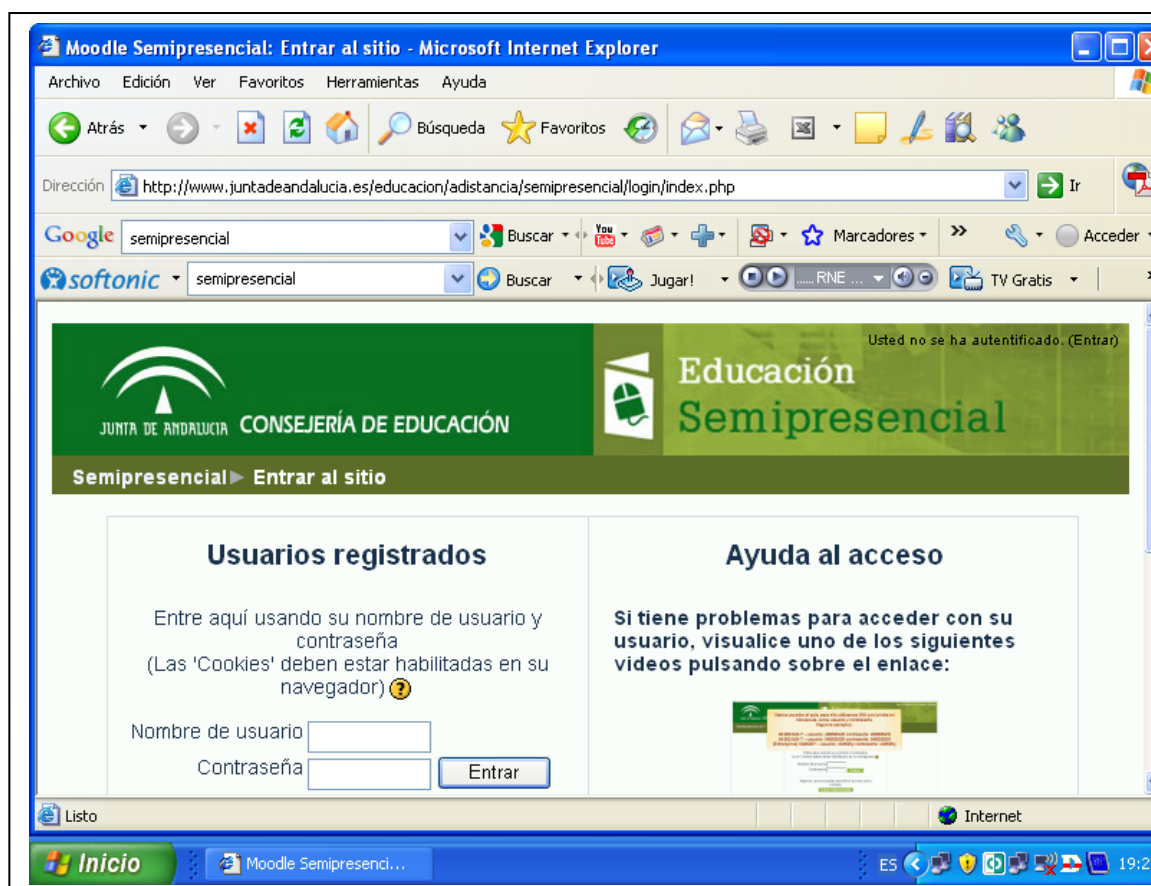 Moodle Semipresencial: Entrar al sitio - Microsoft Internet Explorer
Archivo Edición Ver Favoritos Herramientas Ayuda
Atrás Búsqueda Favoritos
Dirección http://www.juntadeandalucia.es/educacion/adistancia/semipresencial/login/index.php Ir
Google semipresencial Buscar You Tube Marcadores » Acceder
softonic semipresencial Buscar Jugar! ..... RNE ... TV Gratis
Usted no se ha autentificado. (Entrar)
Educación
Semipresencial
JUNTA DE ANDALUCIA CONSEJERÍA DE EDUCACIÓN
Semipresencial Entrar al sitio
Usuarios registrados
Entre aquí usando su nombre de usuario y
contraseña
(Las 'Cookies' deben estar habilitadas en su
navegador) ?
Nombre de usuario
Contraseña Entrar
Ayuda al acceso
Si tiene problemas para acceder con su
usuario, visualice uno de los siguientes
videos pulsando sobre el enlace:
Listo Internet
Inicio Moodle Semipresenci... ES